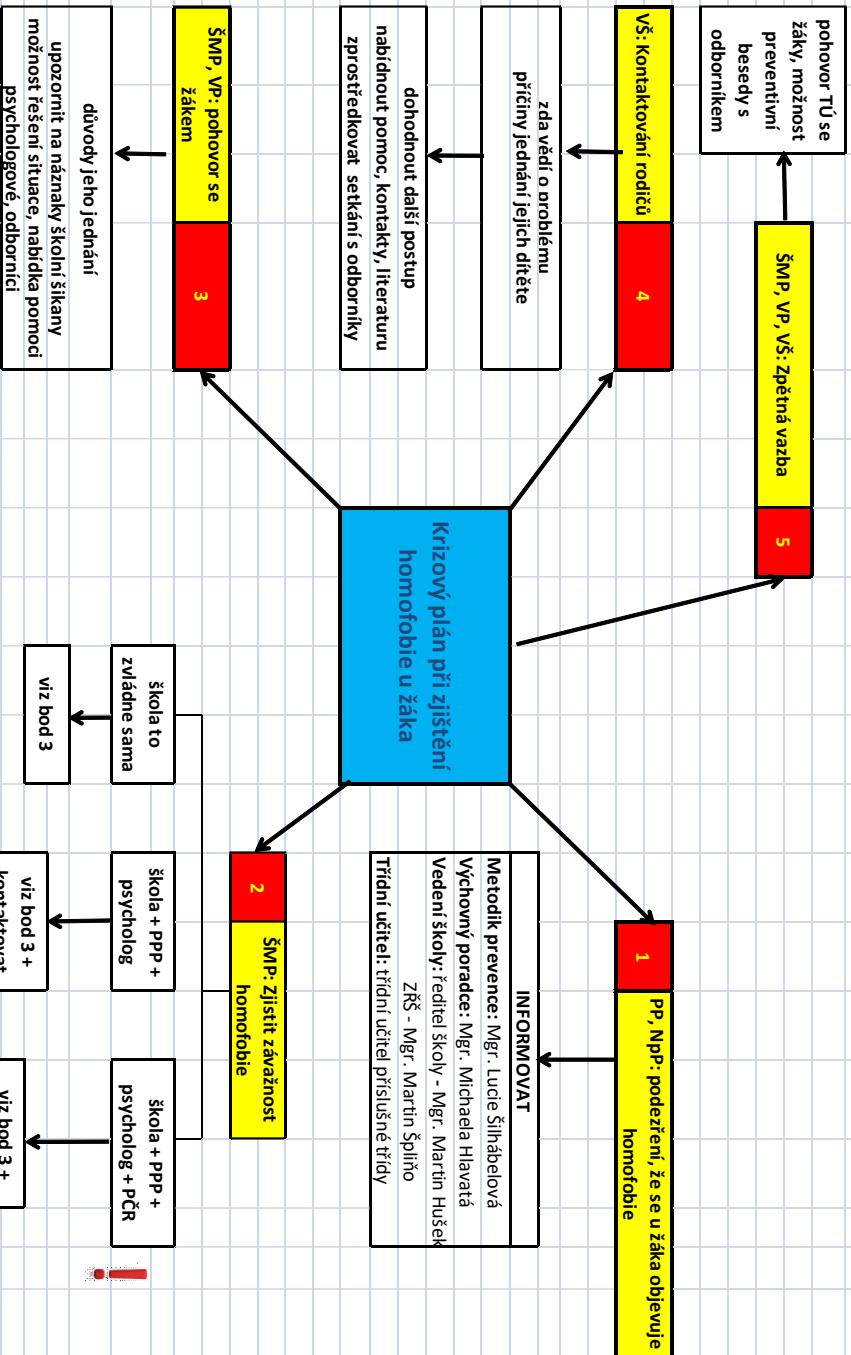 pohovor TÚ se
žáky, možnost
preventivní
besedy s
odborníkem
ŠMP, VP, VŠ: Zpětná vazba
5
VŠ: Kontaktování rodičů
4
zda vědí o problému
příčiny jednání jejich dítěte
dohodnout další postup
nabídnout pomoc, kontakty, literaturu
zprostředkovat setkání s odborníky
ŠMP, VP: pohovor se
žákem
3
důvody jeho jednání
upozornit na náznaky školní šikany
možnost řešení situace, nabídka pomoci
psychologové, odborníci
Krizový plán při zjištění
homofobie u žáka
1
PP, NpP: podezření, že se u žáka objevuje
homofobie
INFORMOVAT
Metodik prevence: Mgr. Lucie Šilhábelová
Výchovný poradce: Mgr. Michaela Hlavatá
Vedení školy: ředitel školy - Mgr. Martin Hušek
ZŘŠ - Mgr. Martin Špliňo
Třídní učitel: třídní učitel příslušné třídy
2
ŠMP: Zjistit závažnost
homofobie
škola to
zvládne sama
viz bod 3
škola + PPP +
psycholog
viz bod 3 +
kontaktovat
škola + PPP +
psycholog + PČR
viz bod 3 +